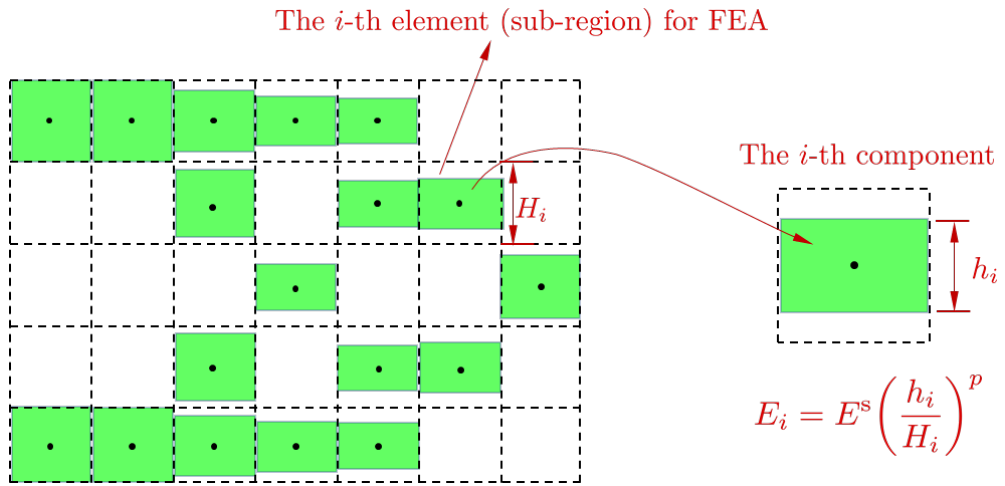 The i-th element (sub-region) for FEA
The i-th component
H_i
h_i
E_i = E^s (h_i / H_i)^p